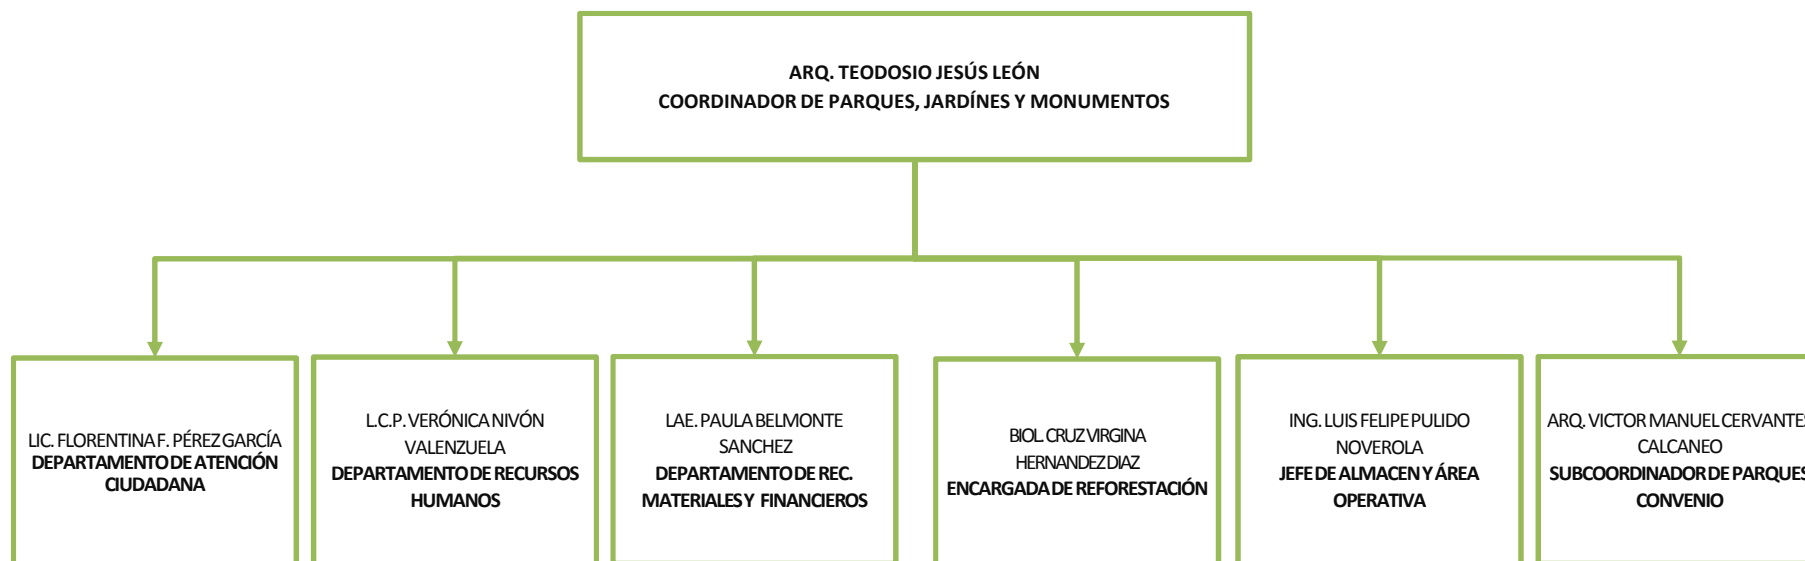 ARQ. TEODOSIO JESÚS LEÓN
COORDINADOR DE PARQUES, JARDÍNES Y MONUMENTOS
LIC. FLORENTINA F. PÉREZ GARCÍA
DEPARTAMENTO DE ATENCIÓN
CIUDADANA
L.C.P. VERÓNICA NIVÓN
VALENZUELA
DEPARTAMENTO DE RECURSOS
HUMANOS
LAE. PAULA BELMONTE
SANCHEZ
DEPARTAMENTO DE REC.
MATERIALES Y FINANCIEROS
BIOL. CRUZ VIRGINA
HERNANDEZ DIAZ
ENCARGADA DE REFORESTACIÓN
ING. LUIS FELIPE PULIDO
NOVEROLA
JEFE DE ALMACEN Y ÁREA
OPERATIVA
ARQ. VICTOR MANUEL CERVANTES
CALCANEO
SUBCOORDINADOR DE PARQUES
CONVENIO